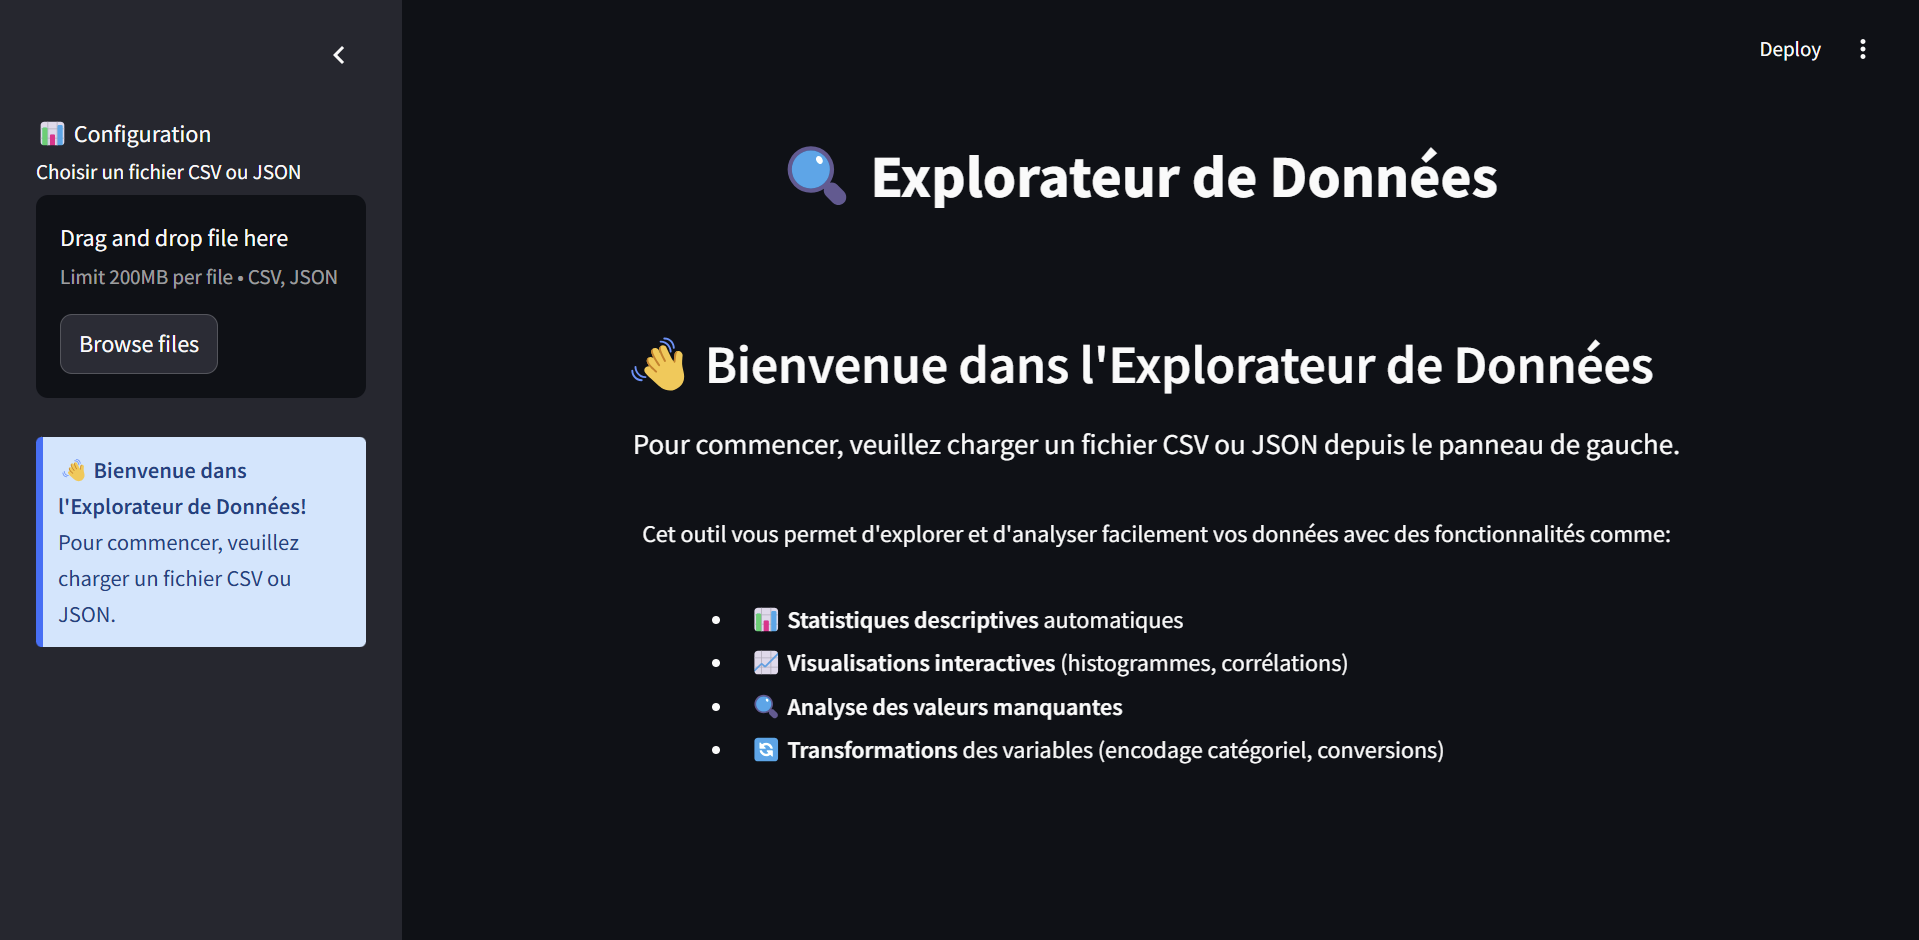 Deploy
📊 Configuration
Choisir un fichier CSV ou JSON
Drag and drop file here
Limit 200MB per file • CSV, JSON
Browse files
👋 Bienvenue dans
l'Explorateur de Données!
Pour commencer, veuillez
charger un fichier CSV ou
JSON.
🔍 Explorateur de Données
👋 Bienvenue dans l'Explorateur de Données
Pour commencer, veuillez charger un fichier CSV ou JSON depuis le panneau de gauche.
Cet outil vous permet d'explorer et d'analyser facilement vos données avec des fonctionnalités comme:
• 📊 Statistiques descriptives automatiques
• 📈 Visualisations interactives (histogrammes, corrélations)
• 🔍 Analyse des valeurs manquantes
• 🔄 Transformations des variables (encodage catégoriel, conversions)